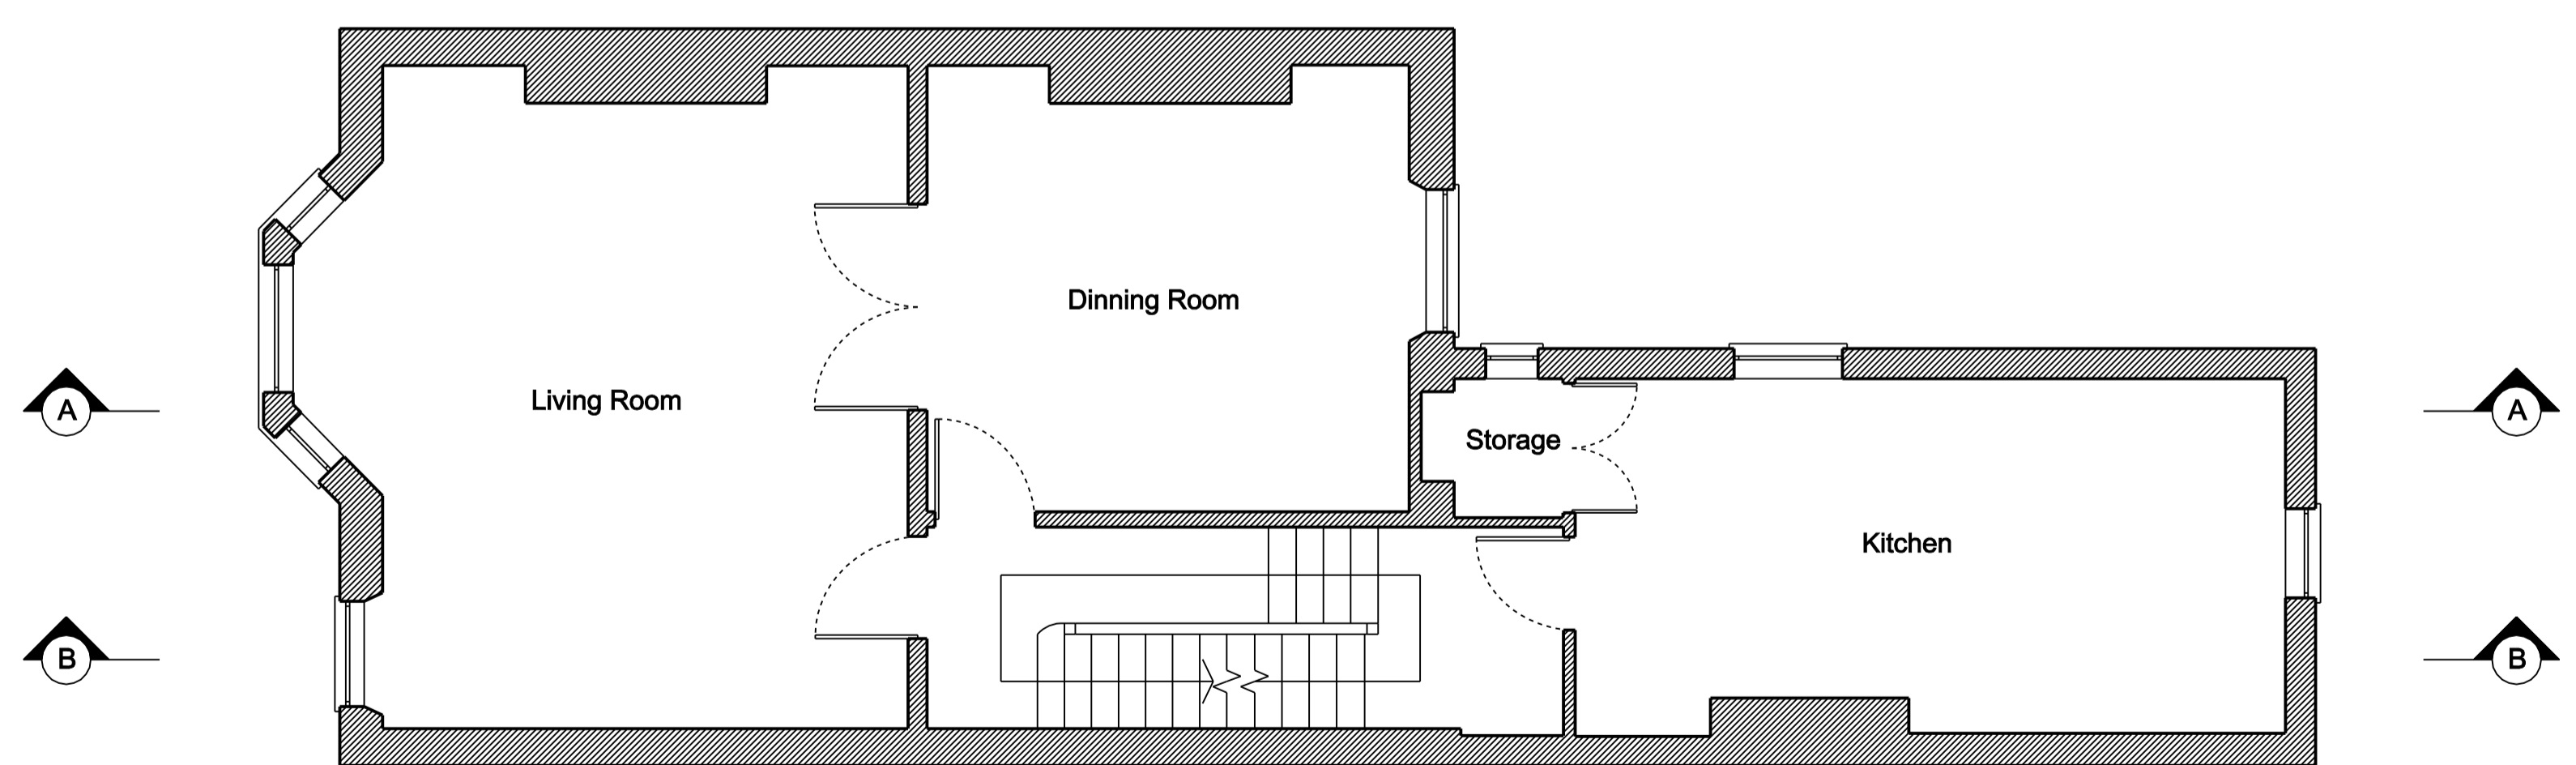 Dinning Room
Living Room
A
A
Storage
Kitchen
B
B